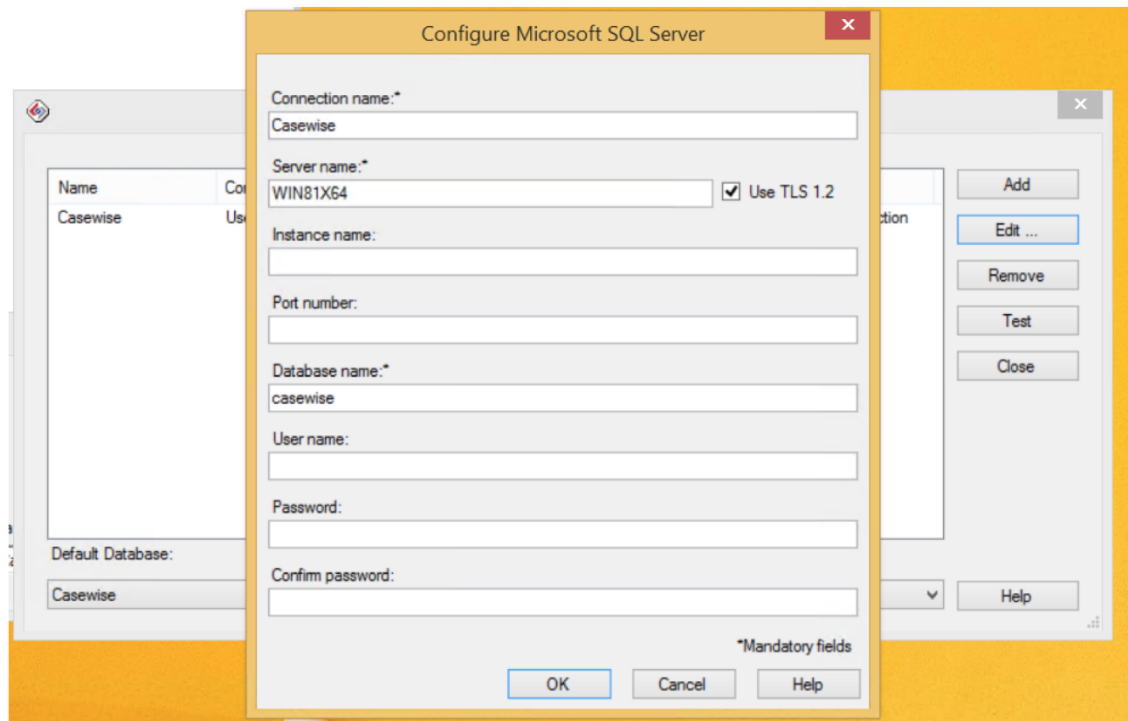 Configure Microsoft SQL Server
Connection name:*
Casewise
Server name:*
WIN81X64
Use TLS 1.2
Instance name:
Port number:
Database name:*
casewise
User name:
Password:
Confirm password:
*Mandatory fields
OK Cancel Help
Name
Casewise
Default Database:
Casewise
Add
Edit ...
Remove
Test
Close
Help